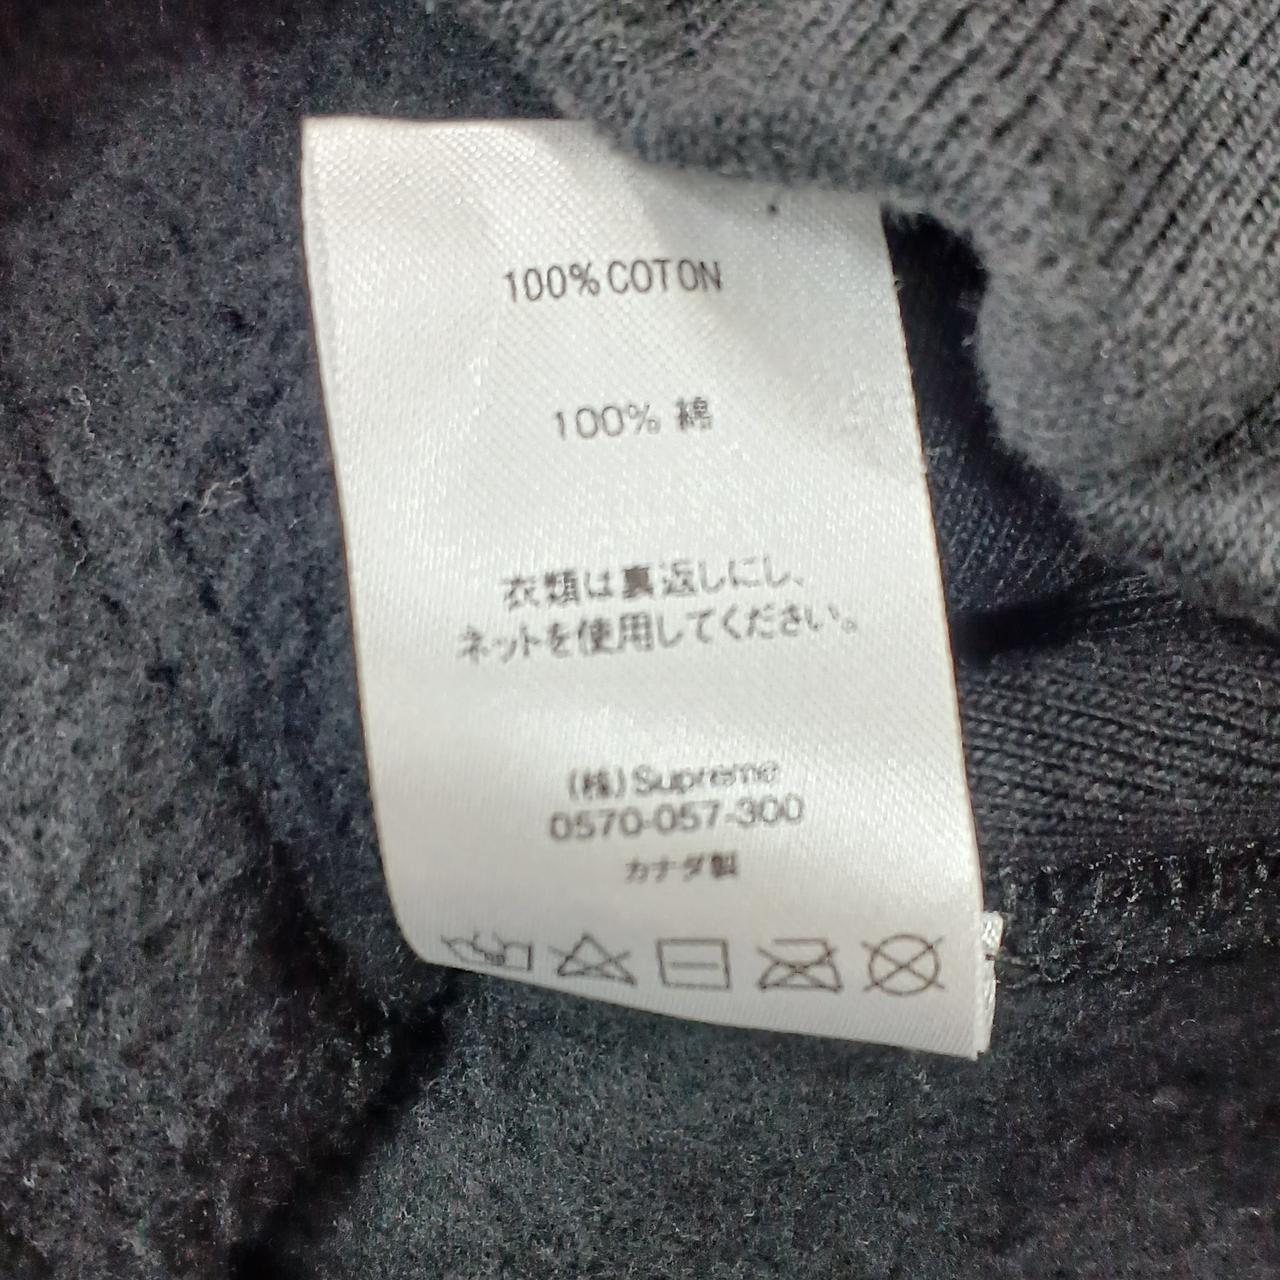 100% COTON
100% 綿
衣類は裏返しにし、
ネットを使用してください。
(株) Supreme
0570-057-300
カナダ製